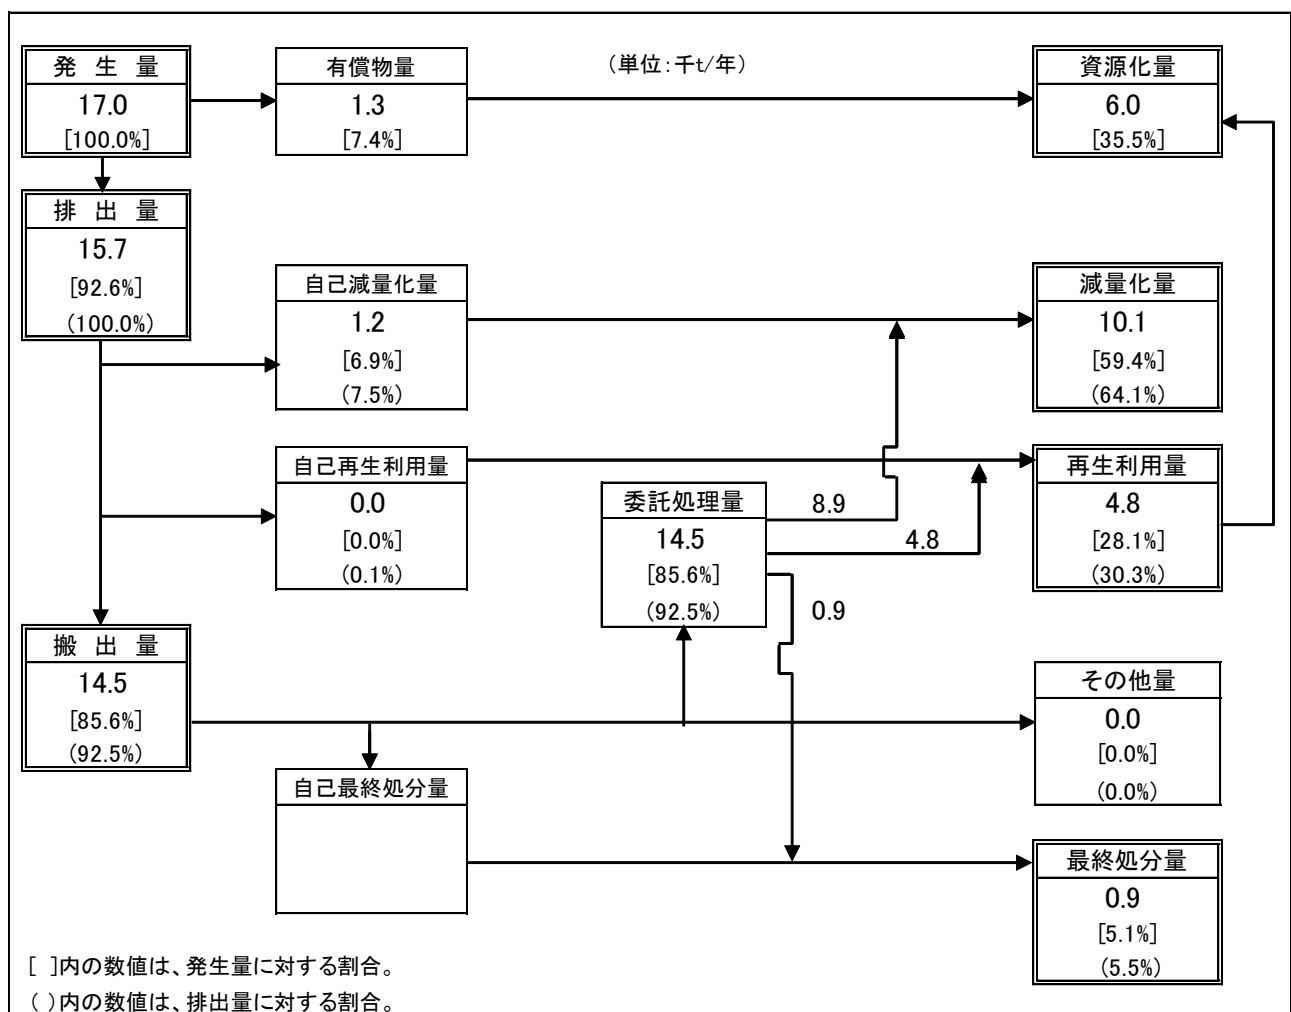 発 生 量
17.0
[100.0%]
有償物量
1.3
[7.4%]
(単位:千t/年)
資源化量
6.0
[35.5%]
排 出 量
15.7
[92.6%]
(100.0%)
自己減量化量
1.2
[6.9%]
(7.5%)
減量化量
10.1
[59.4%]
(64.1%)
自己再生利用量
0.0
[0.0%]
(0.1%)
委託処理量
14.5
[85.6%]
(92.5%)
8.9
4.8
0.9
再生利用量
4.8
[28.1%]
(30.3%)
搬 出 量
14.5
[85.6%]
(92.5%)
その他量
0.0
[0.0%]
(0.0%)
自己最終処分量
最終処分量
0.9
[5.1%]
(5.5%)
[ ]内の数値は、発生量に対する割合。
( )内の数値は、排出量に対する割合。